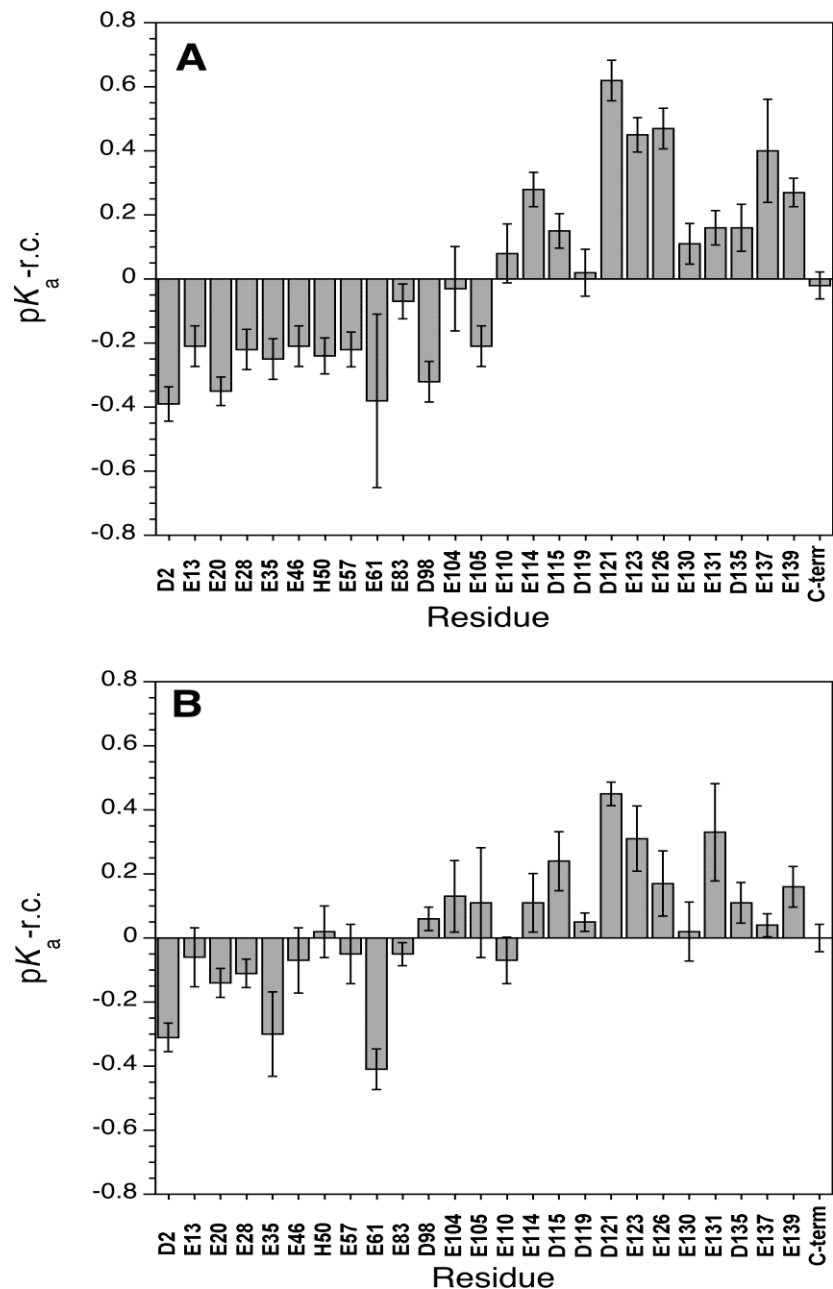 A
0.8
0.6
0.4
0.2
0
-0.2
-0.4
-0.6
-0.8
pKa-r.c.
D2 E13 E20 E28 E35 E46 H50 E57 E61 E83 D98 E104 E105 E110 E114 D115 D119 D121 E123 E126 E130 E131 D135 E137 E139 C-term
Residue
B
0.8
0.6
0.4
0.2
0
-0.2
-0.4
-0.6
-0.8
pKa-r.c.
D2 E13 E20 E28 E35 E46 H50 E57 E61 E83 D98 E104 E105 E110 E114 D115 D119 D121 E123 E126 E130 E131 D135 E137 E139 C-term
Residue